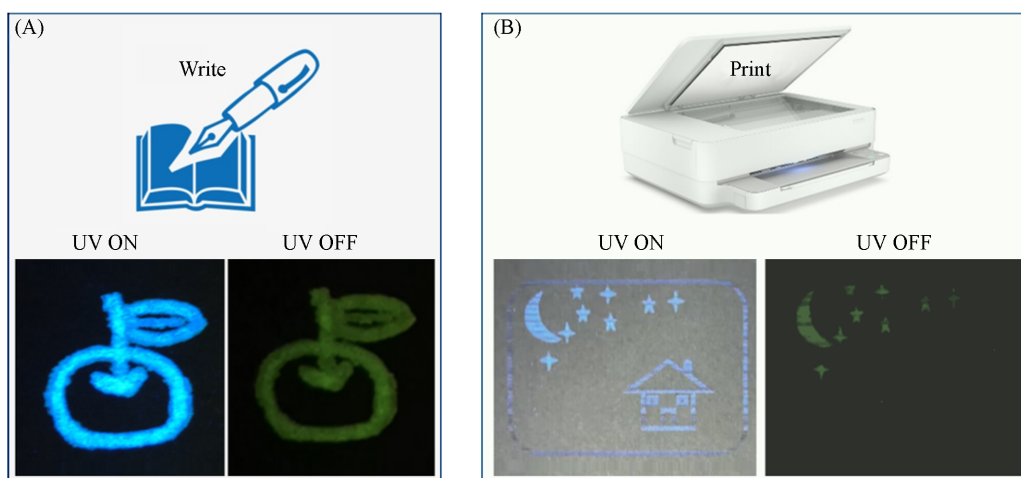 (A)
Write
UV ON
UV OFF
(B)
Print
UV ON
UV OFF